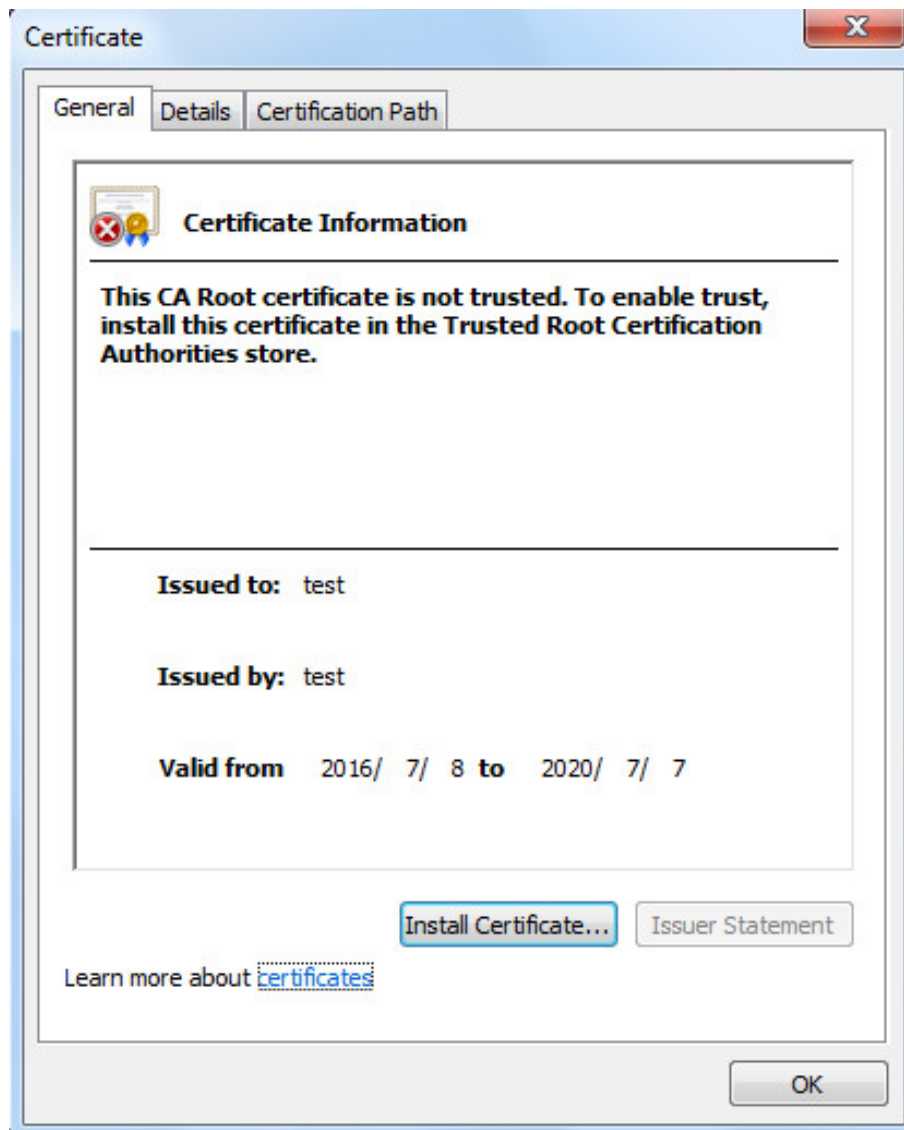 Certificate
General Details Certification Path
Certificate Information
This CA Root certificate is not trusted. To enable trust,
install this certificate in the Trusted Root Certification
Authorities store.
Issued to: test
Issued by: test
Valid from 2016/ 7/ 8 to 2020/ 7/ 7
Install Certificate... Issuer Statement
Learn more about certificates
OK